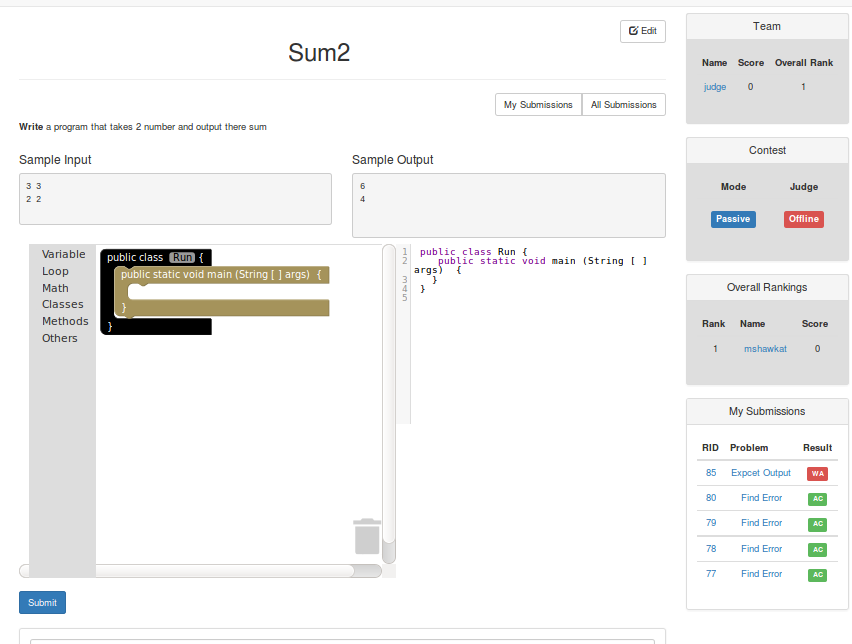 Edit
Sum2
My Submissions All Submissions
Write a program that takes 2 number and output there sum
Sample Input
3 3
2 2
Sample Output
6
4
Variable
Loop
Math
Classes
Methods
Others
public class Run {
public static void main (String [ ] args) {
}
}
1 public class Run {
2 public static void main (String [ ]
args) {
3 }
4 }
5
Submit
Team
Name Score Overall Rank
judge 0 1
Contest
Mode Judge
Passive Offline
Overall Rankings
Rank Name Score
1 mshawkat 0
My Submissions
RID Problem Result
85 Expcet Output WA
80 Find Error AC
79 Find Error AC
78 Find Error AC
77 Find Error AC